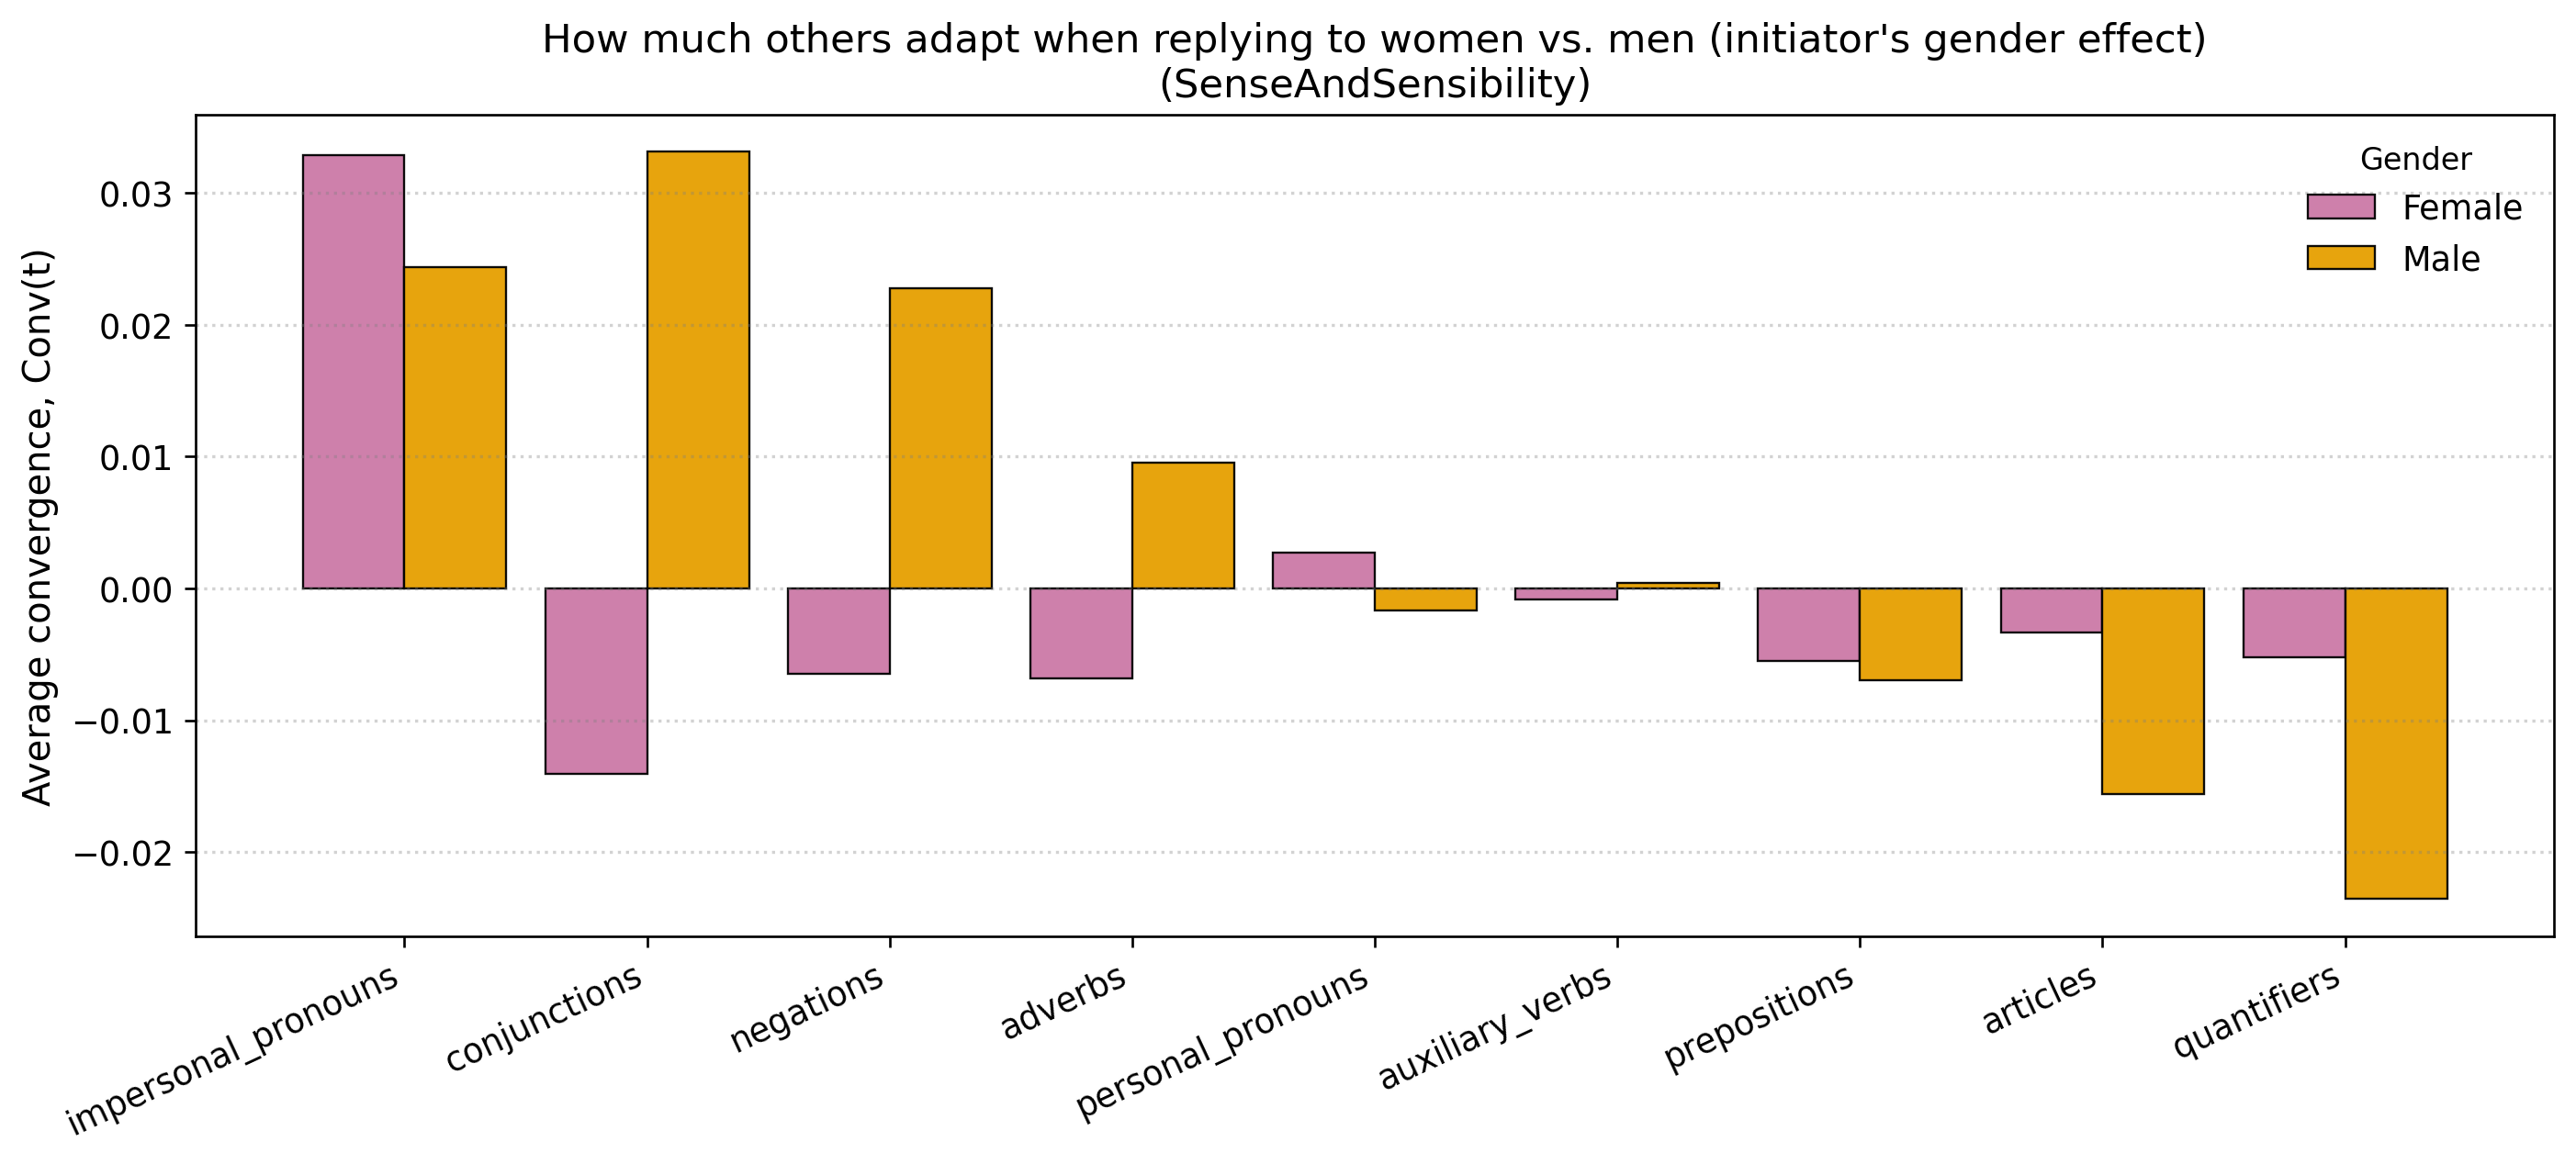 How much others adapt when replying to women vs. men (initiator's gender effect)
(SenseAndSensibility)
Average convergence, Conv(t)
0.03
0.02
0.01
0.00
−0.01
−0.02
Gender
Female
Male
impersonal_pronouns
conjunctions
negations
adverbs
personal_pronouns
auxiliary_verbs
prepositions
articles
quantifiers